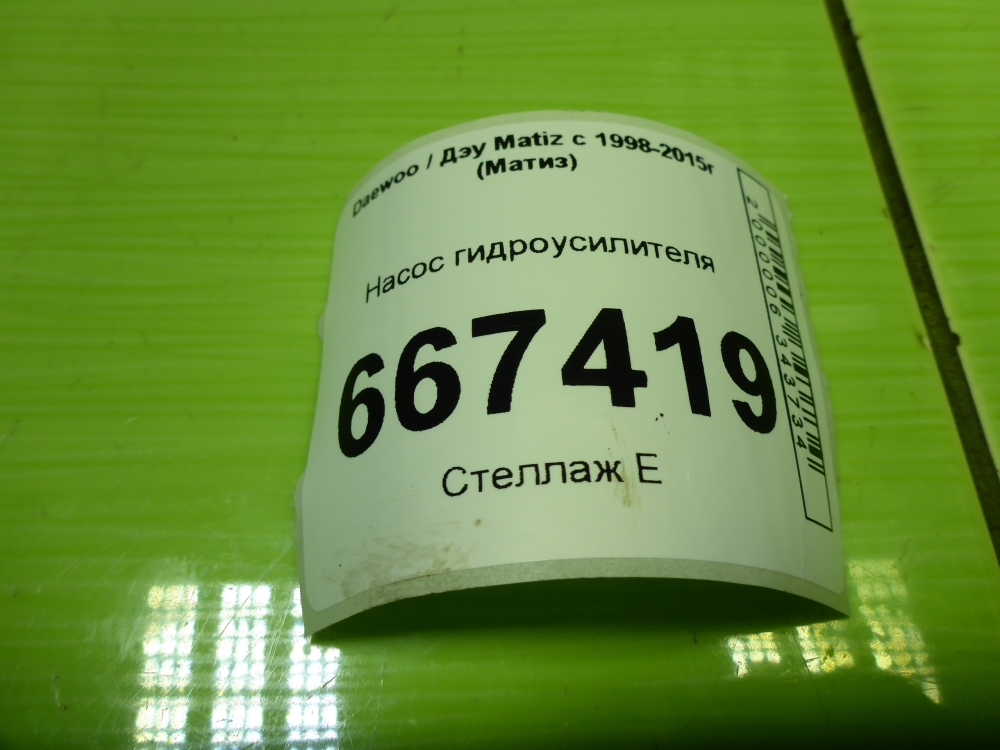 Daewoo / Дэу Matiz с 1998-2015г
(Матиз)
Насос гидроусилителя
667419
Стеллаж Е
2000006343734